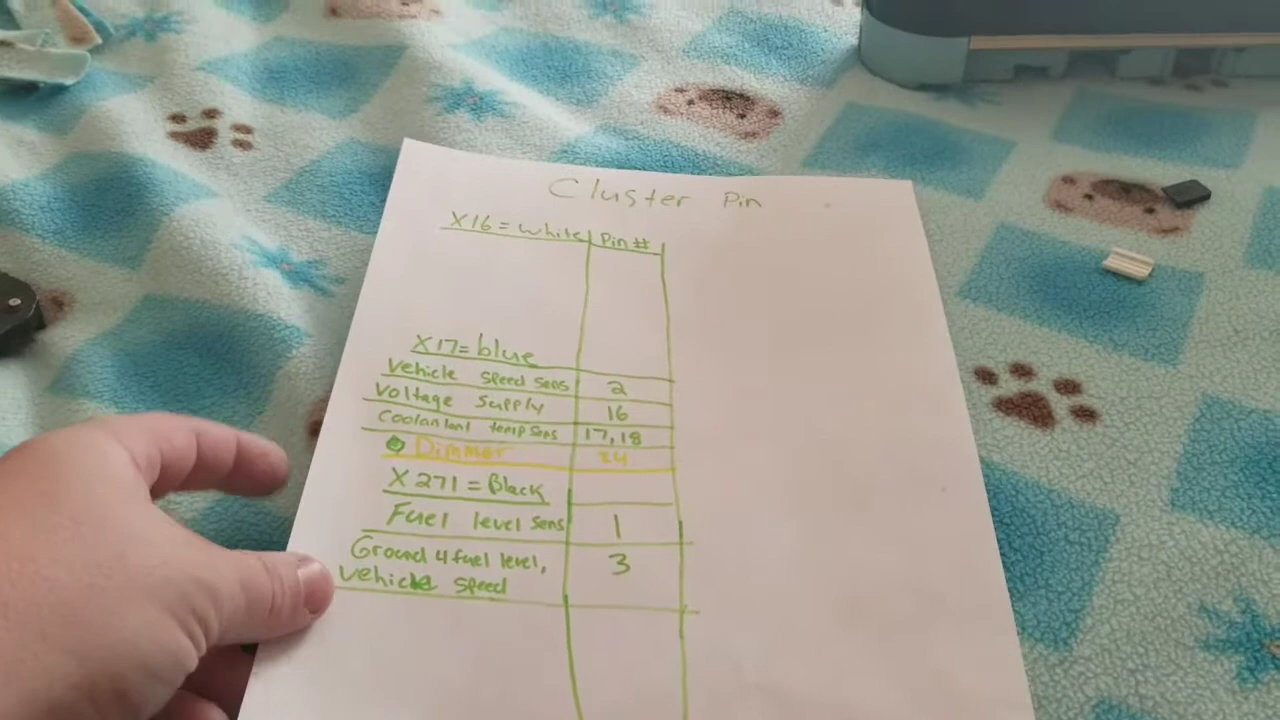 Cluster Pin
X16 = white Pin #
X17 = blue
Vehicle speed sens 2
Voltage supply 16
Coolantant temp sens 17,18
Dimmer 24
X271 = Black
Fuel level sens 1
Ground 4 fuel level, 3
vehicle speed